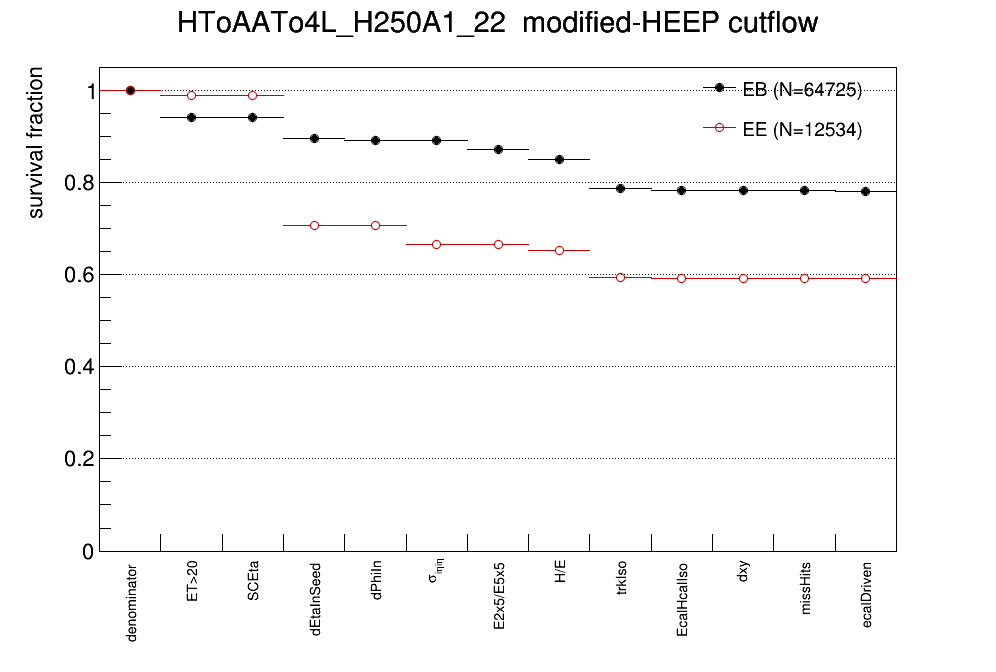 HToAATo4L_H250A1_22 modified-HEEP cutflow
survival fraction
EB (N=64725)
EE (N=12534)
1
0.8
0.6
0.4
0.2
0
denominator
ET>20
SCEta
dEtaInSeed
dPhiIn
σiηiη
E2x5/E5x5
H/E
trkIso
EcalHcalIso
dxy
missHits
ecalDriven